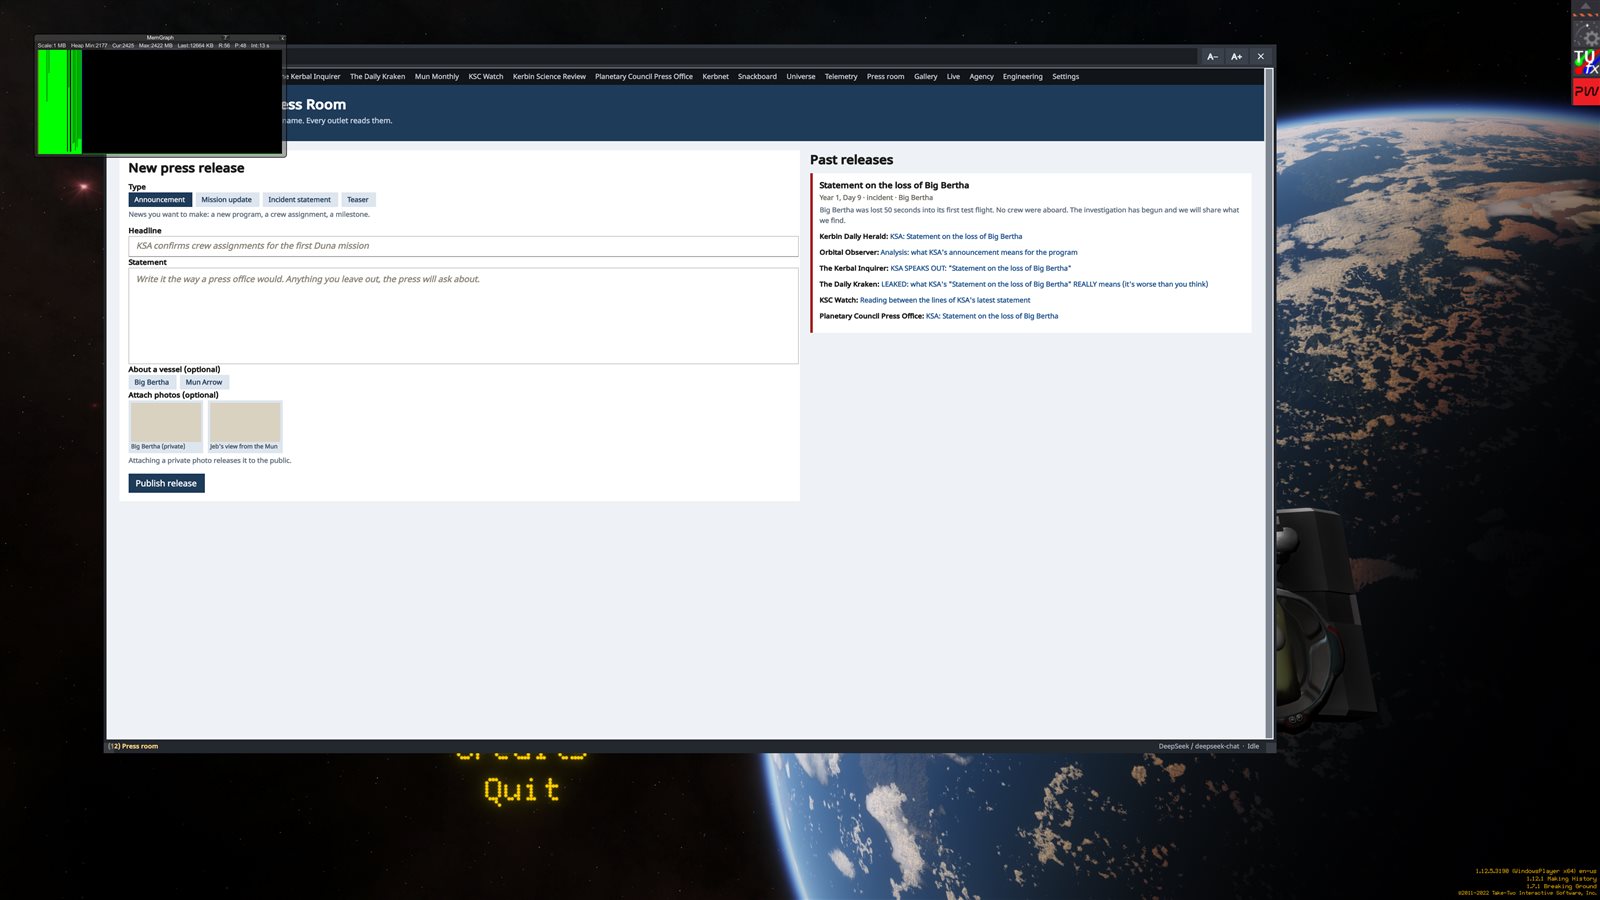 MemGraph
?
x
Scale:1 MB Heap Min:2177 Cur:2425 Max:2422 MB Last:12664 KB R:56 P:48 Int:13 s
A−
A+
✕
e Kerbal Inquirer
The Daily Kraken
Mun Monthly
KSC Watch
Kerbin Science Review
Planetary Council Press Office
Kerbnet
Snackboard
Universe
Telemetry
Press room
Gallery
Live
Agency
Engineering
Settings
ess Room
name. Every outlet reads them.
New press release
Type
Announcement
Mission update
Incident statement
Teaser
News you want to make: a new program, a crew assignment, a milestone.
Headline
KSA confirms crew assignments for the first Duna mission
Statement
Write it the way a press office would. Anything you leave out, the press will ask about.
About a vessel (optional)
Big Bertha
Mun Arrow
Attach photos (optional)
Big Bertha (private)
Jeb's view from the Mun
Attaching a private photo releases it to the public.
Publish release
Past releases
Statement on the loss of Big Bertha
Year 1, Day 9 · incident · Big Bertha
Big Bertha was lost 50 seconds into its first test flight. No crew were aboard. The investigation has begun and we will share what
we find.
Kerbin Daily Herald: KSA: Statement on the loss of Big Bertha
Orbital Observer: Analysis: what KSA's announcement means for the program
The Kerbal Inquirer: KSA SPEAKS OUT: "Statement on the loss of Big Bertha"
The Daily Kraken: LEAKED: what KSA's "Statement on the loss of Big Bertha" REALLY means (it's worse than you think)
KSC Watch: Reading between the lines of KSA's latest statement
Planetary Council Press Office: KSA: Statement on the loss of Big Bertha
(12) Press room
DeepSeek / deepseek-chat · Idle
Quit
TU
TX
PW
1.12.5.3190 (WindowsPlayer x64) en-us
1.12.1 Making History
1.7.1 Breaking Ground
©2011-2022 Take-Two Interactive Software, Inc.